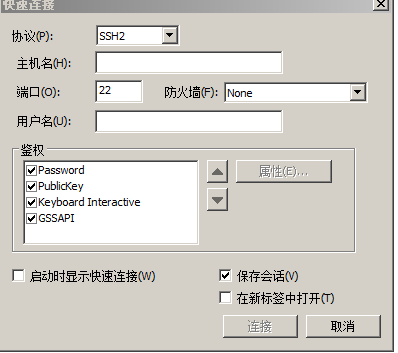 快速连接
协议(P): SSH2
主机名(H):
端口(O): 22 防火墙(F): None
用户名(U):
鉴权
Password
PublicKey
Keyboard Interactive
GSSAPI
属性(E)...
启动时显示快速连接(W) 保存会话(V)
在新标签中打开(T)
连接 取消